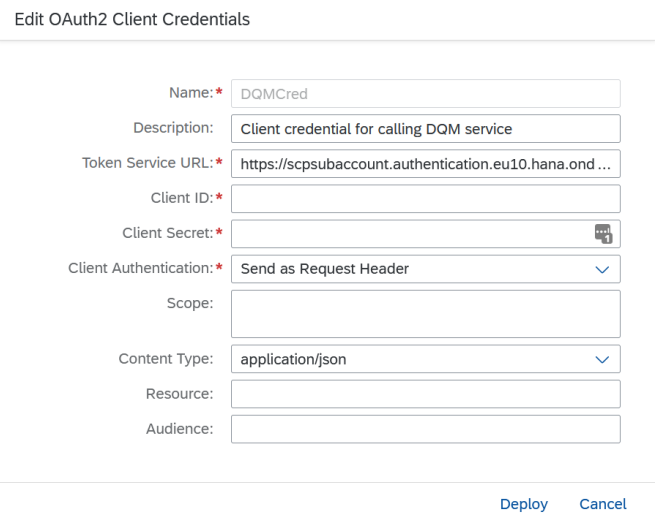 Edit OAuth2 Client Credentials
Name:* DQMCred
Description: Client credential for calling DQM service
Token Service URL:* https://scpsubaccount.authentication.eu10.hana.ond ...
Client ID:*
Client Secret:* 1
Client Authentication:* Send as Request Header
Scope:
Content Type: application/json
Resource:
Audience:
Deploy Cancel